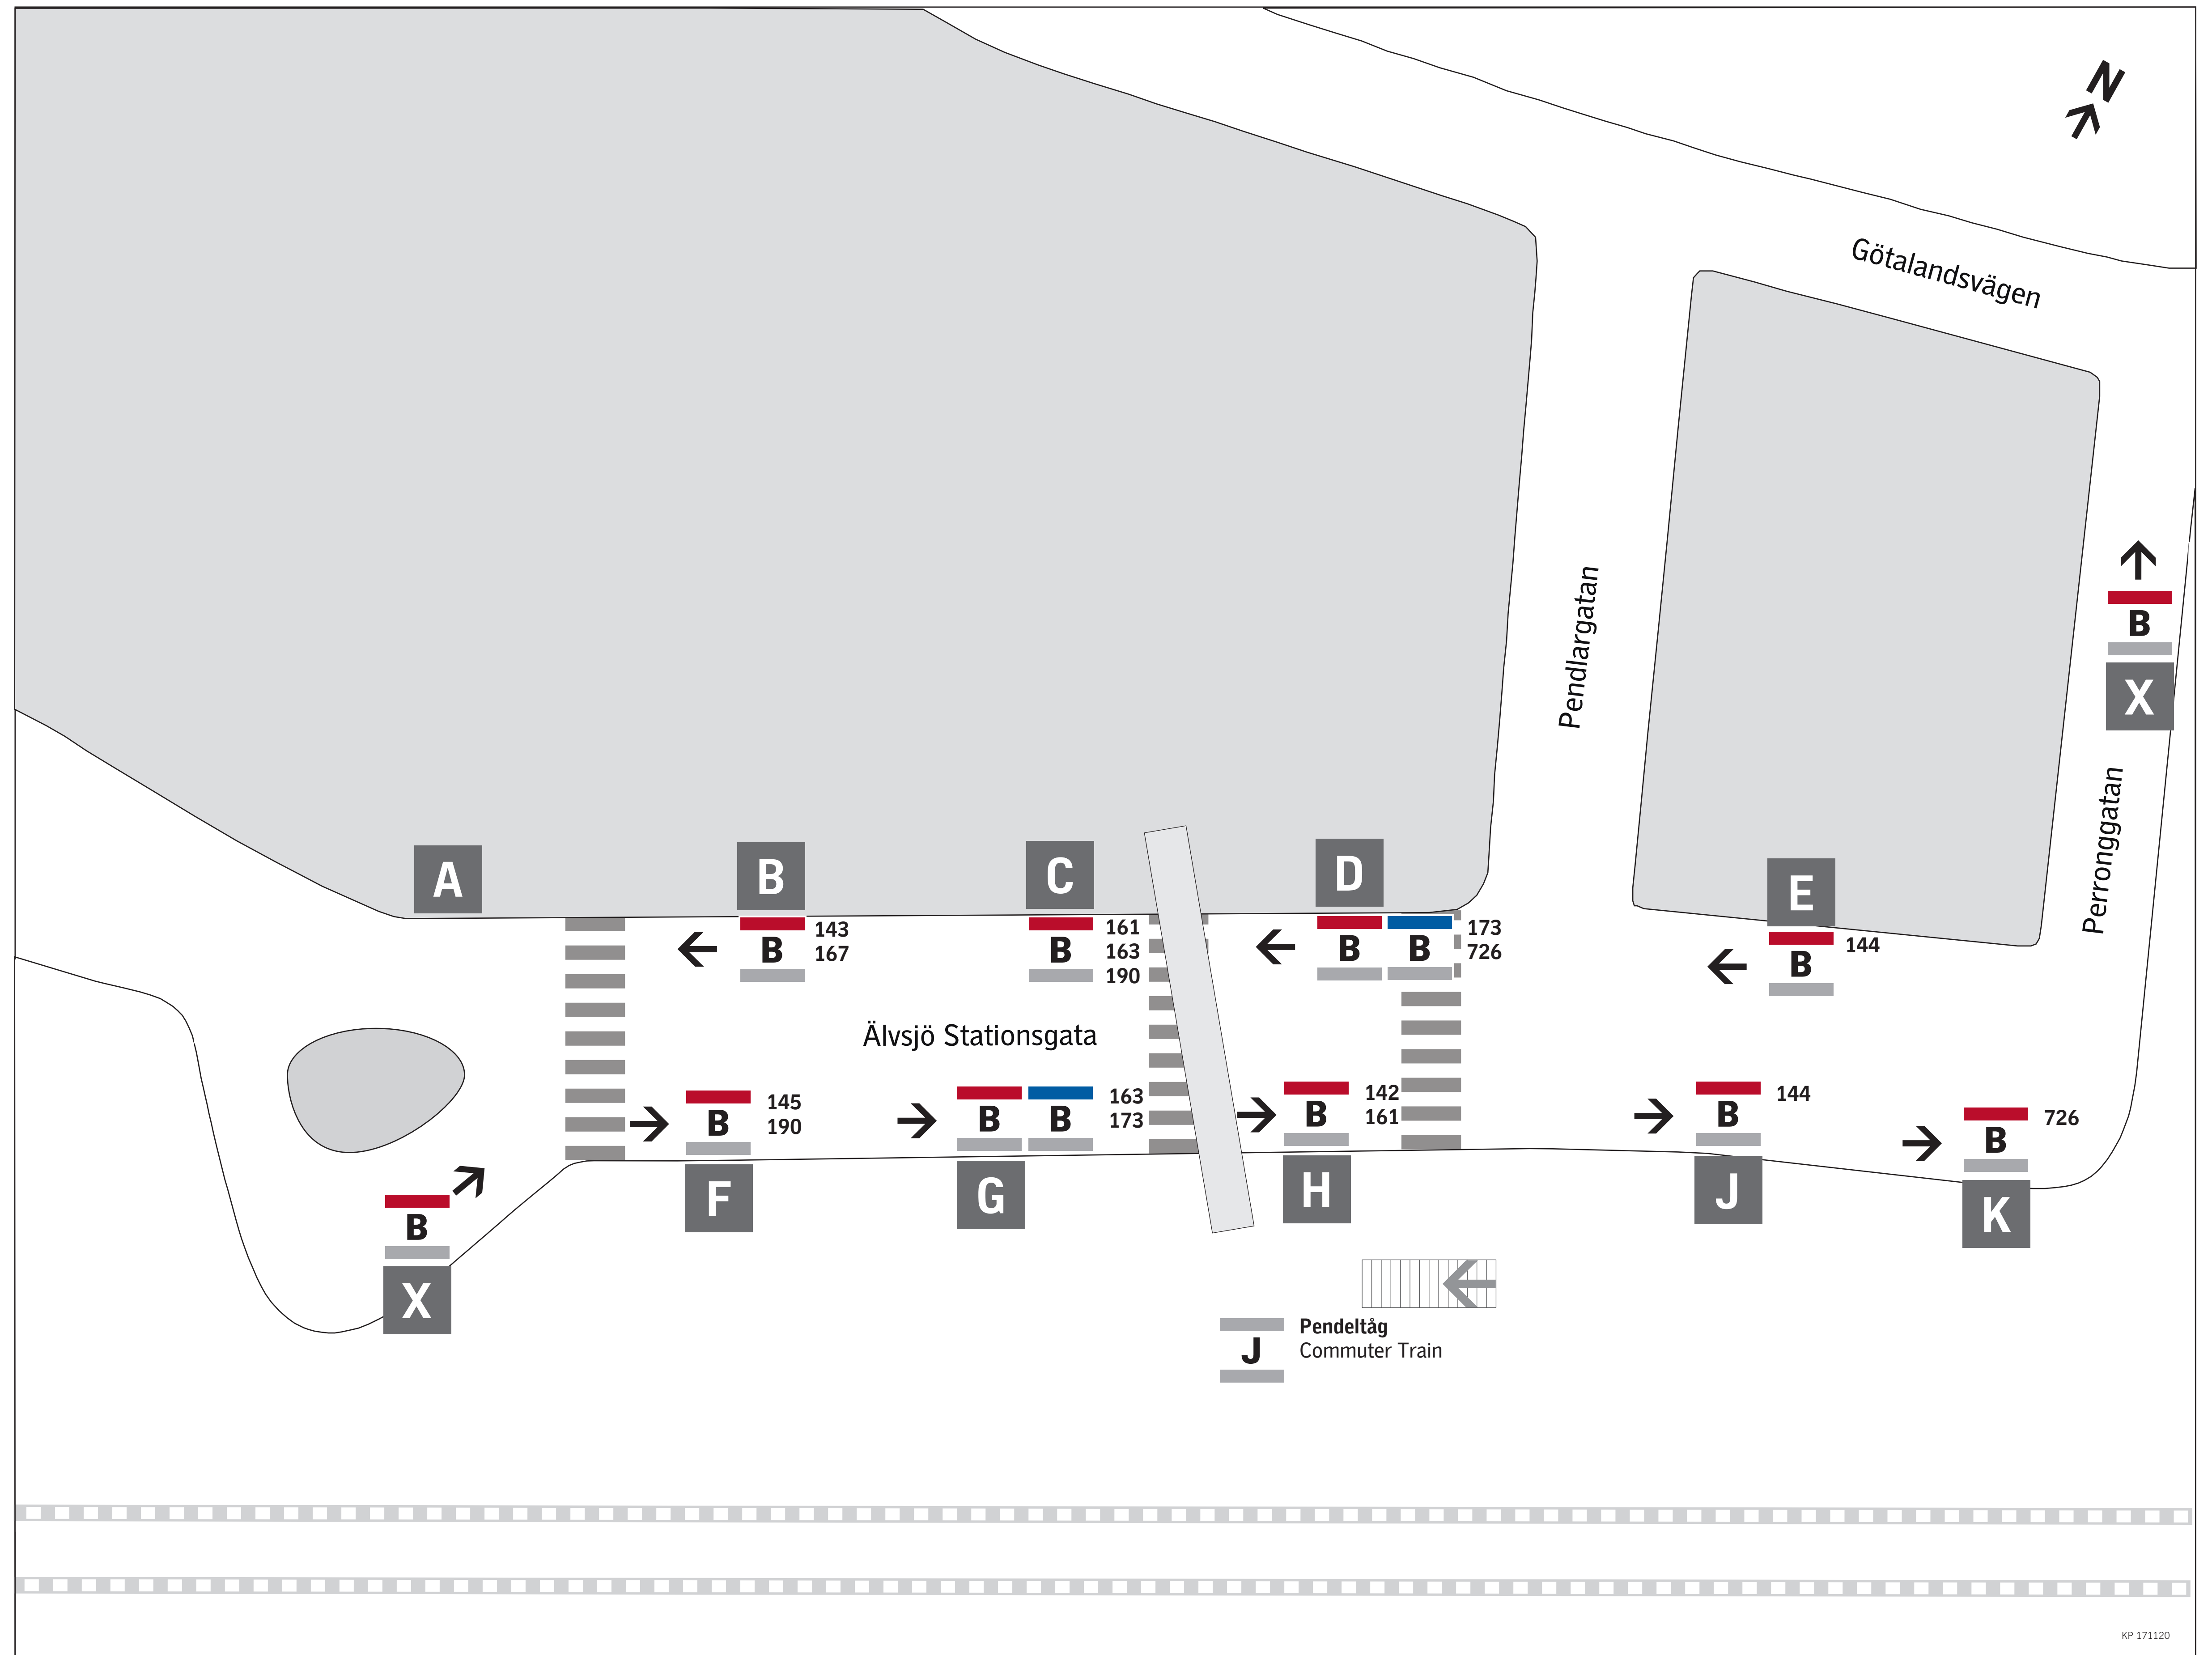 N
Götalandsvägen
Pendlargatan
B
X
Perronggatan
A
B
C
D
E
B
143
167
B
161
163
190
B
B
173
726
B
144
Älvsjö Stationsgata
B
145
190
B
B
163
173
B
142
161
B
144
B
726
F
G
H
J
K
B
X
J
Pendeltåg
Commuter Train
KP 171120